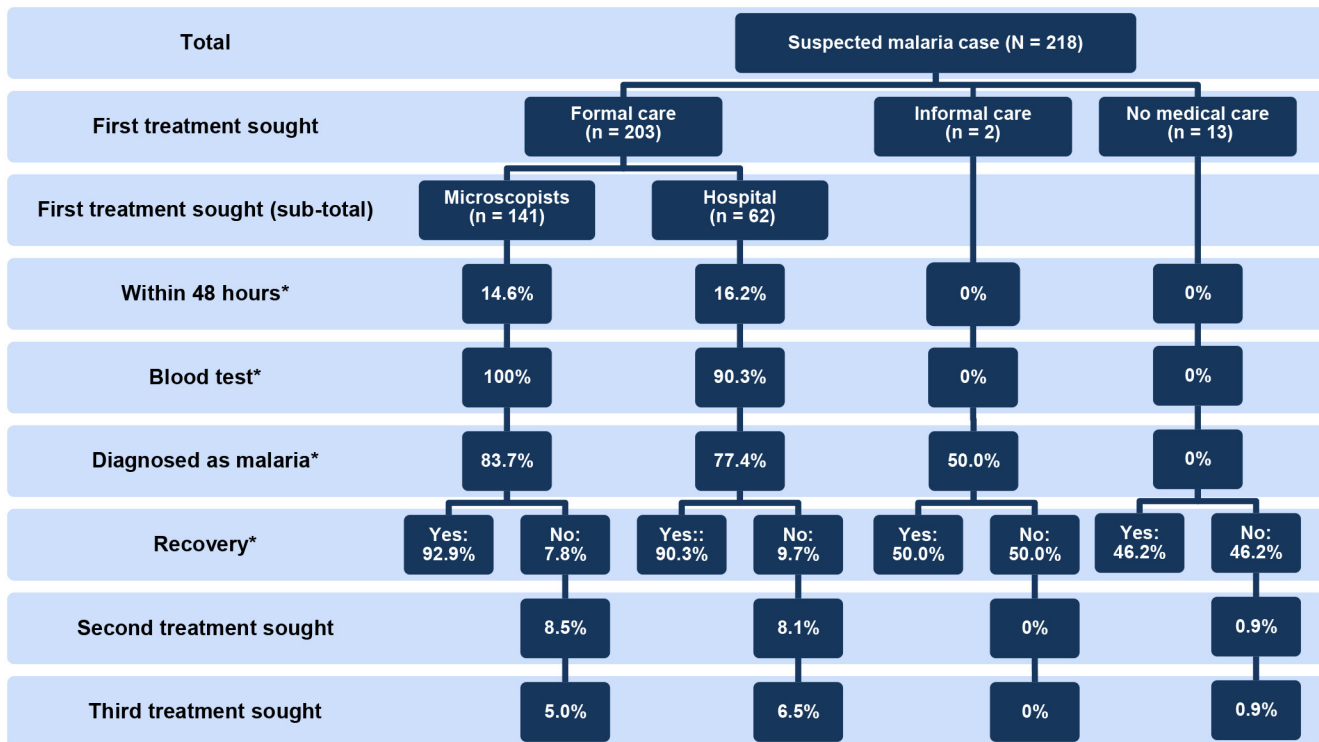 Total
Suspected malaria case (N = 218)
First treatment sought
Formal care
(n = 203)
Informal care
(n = 2)
No medical care
(n = 13)
First treatment sought (sub-total)
Microscopists
(n = 141)
Hospital
(n = 62)
Within 48 hours*
14.6%
16.2%
0%
0%
Blood test*
100%
90.3%
0%
0%
Diagnosed as malaria*
83.7%
77.4%
50.0%
0%
Recovery*
Yes:
92.9%
No:
7.8%
Yes::
90.3%
No:
9.7%
Yes:
50.0%
No:
50.0%
Yes:
46.2%
No:
46.2%
Second treatment sought
8.5%
8.1%
0%
0.9%
Third treatment sought
5.0%
6.5%
0%
0.9%